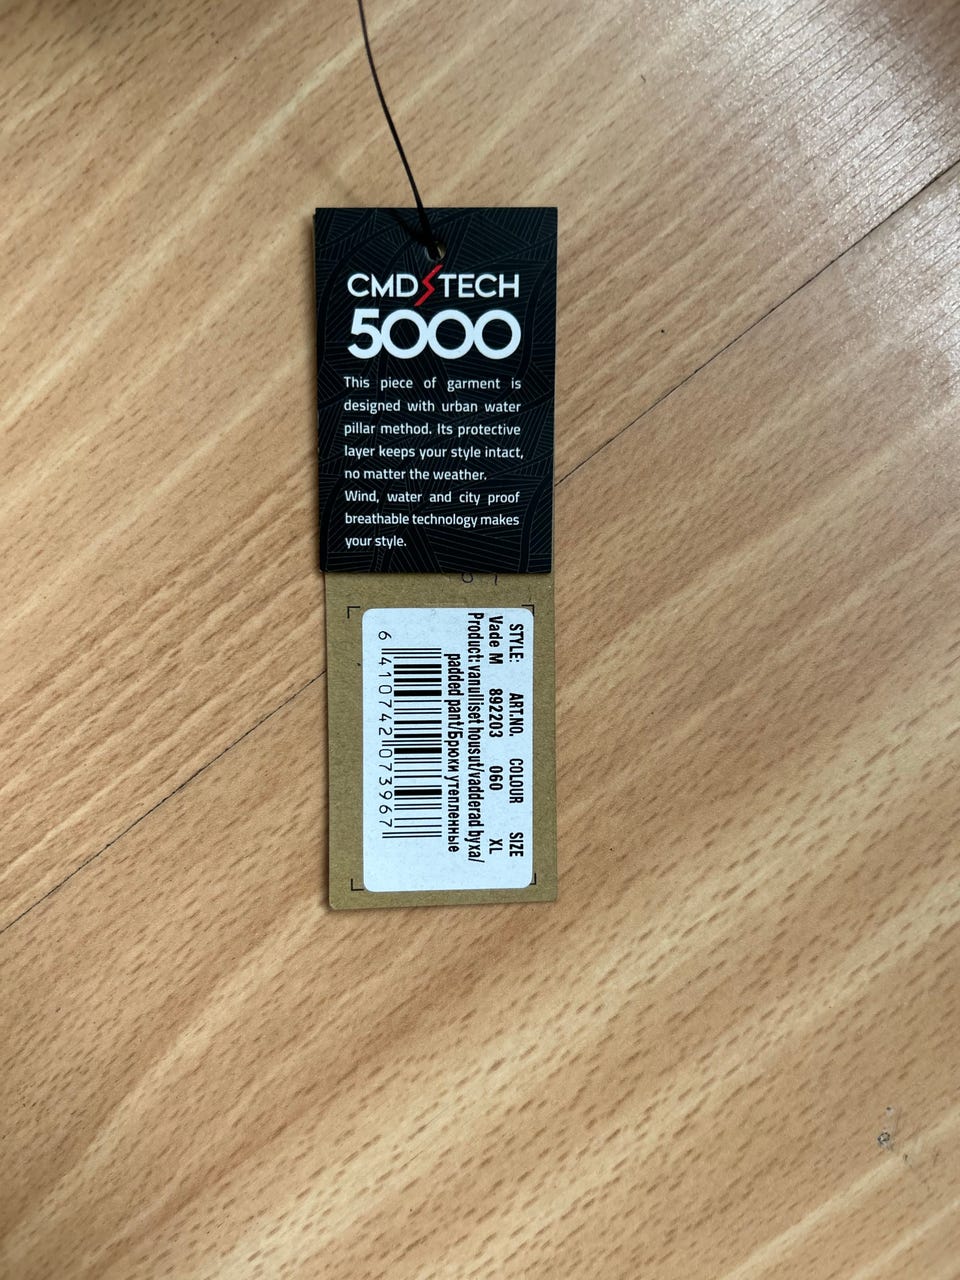 CMD TECH
5000
This piece of garment is
designed with urban water
pillar method. Its protective
layer keeps your style intact,
no matter the weather.
Wind, water and city proof
breathable technology makes
your style.
STYLE: ART.NO. COLOUR SIZE
Vade M 892203 060 XL
Product: vanulliset housut/vadderad byxa/
padded pant/Брюки утепленные
6 410742 073967